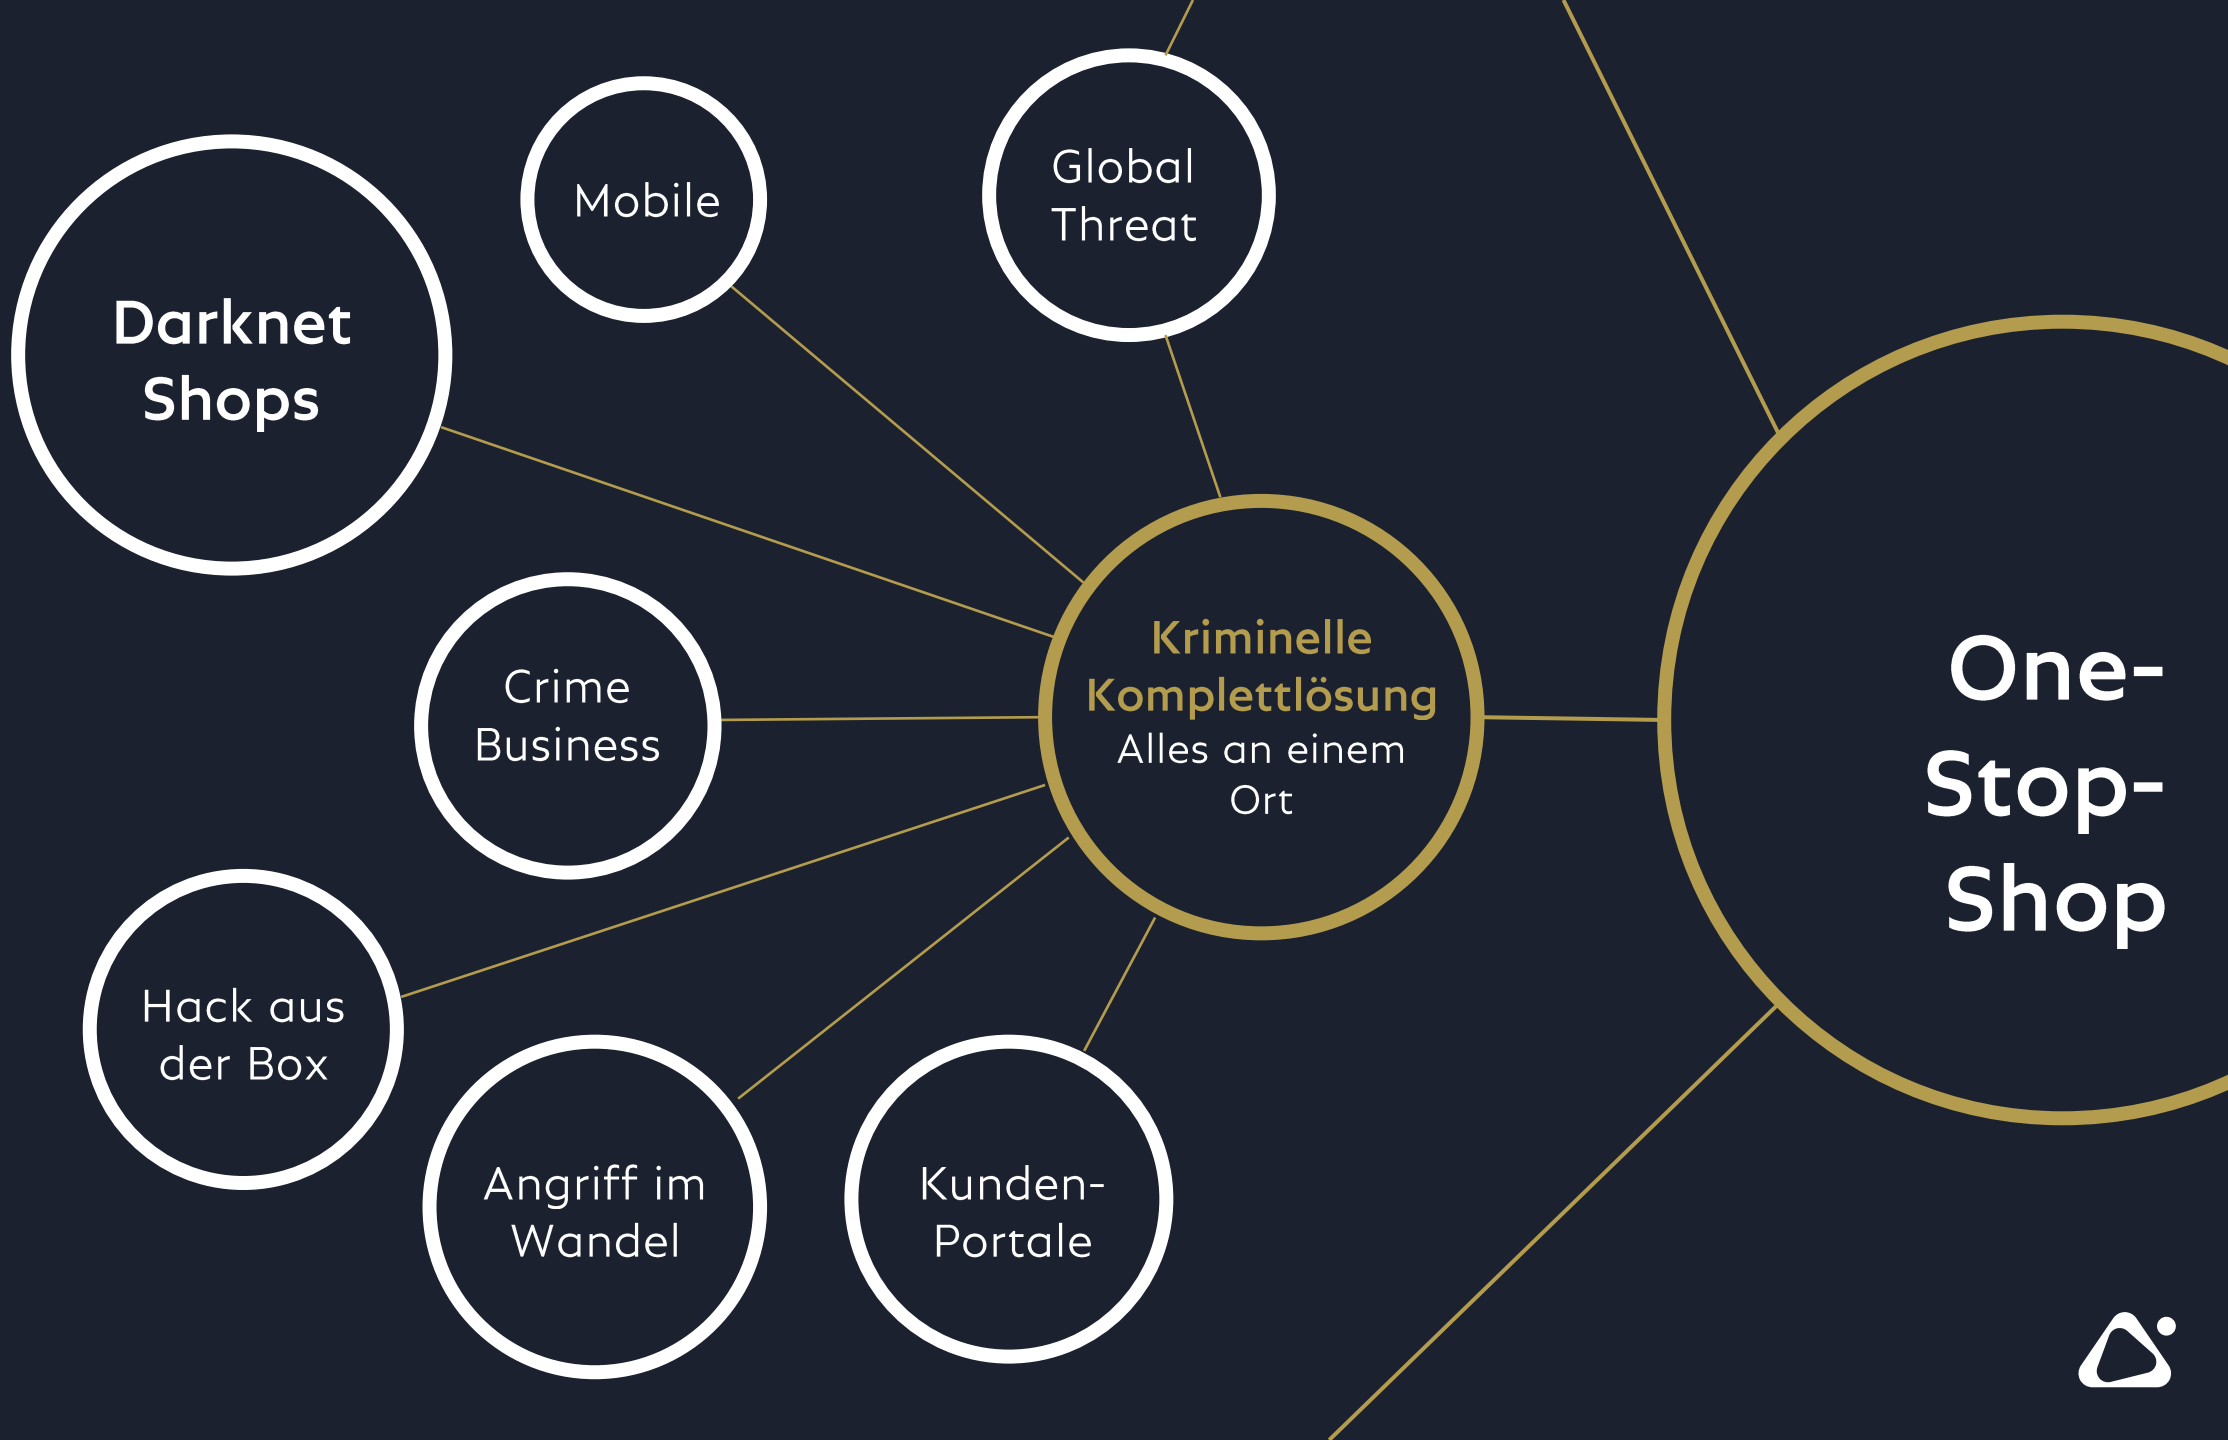 Mobile
Global
Threat
Darknet
Shops
Kriminelle
Komplettlösung
Alles an einem
Ort
Crime
Business
One-
Stop-
Shop
Hack aus
der Box
Angriff im
Wandel
Kunden-
Portale